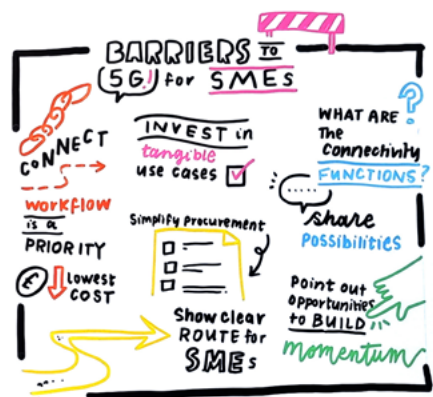 BARRIERS TO
5G! for SMEs
CONNECT
workflow
is a
PRIORITY
£ LOWEST
COST
INVEST in
tangible
use cases
Simplify procurement
Show clear
ROUTE for
SMEs
WHAT ARE ?
the
connectivity
FUNCTIONS?
.....
share
possibilities
Point out
opportunities
to BUILD
momentum